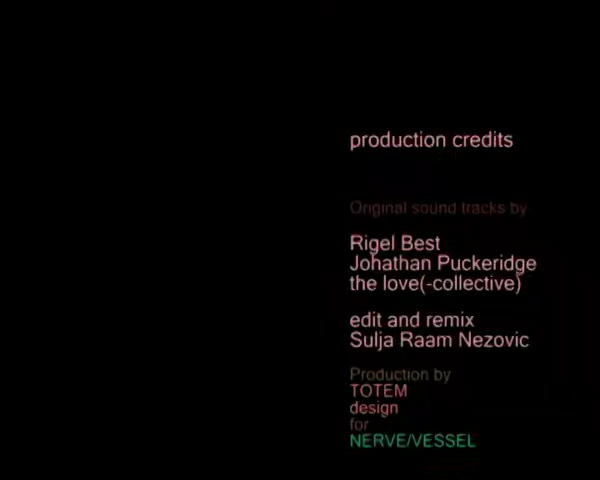 production credits
Original sound tracks by
Rigel Best
Johathan Puckeridge
the love(-collective)
edit and remix
Sulja Raam Nezovic
Production by
TOTEM
design
for
NERVE/VESSEL